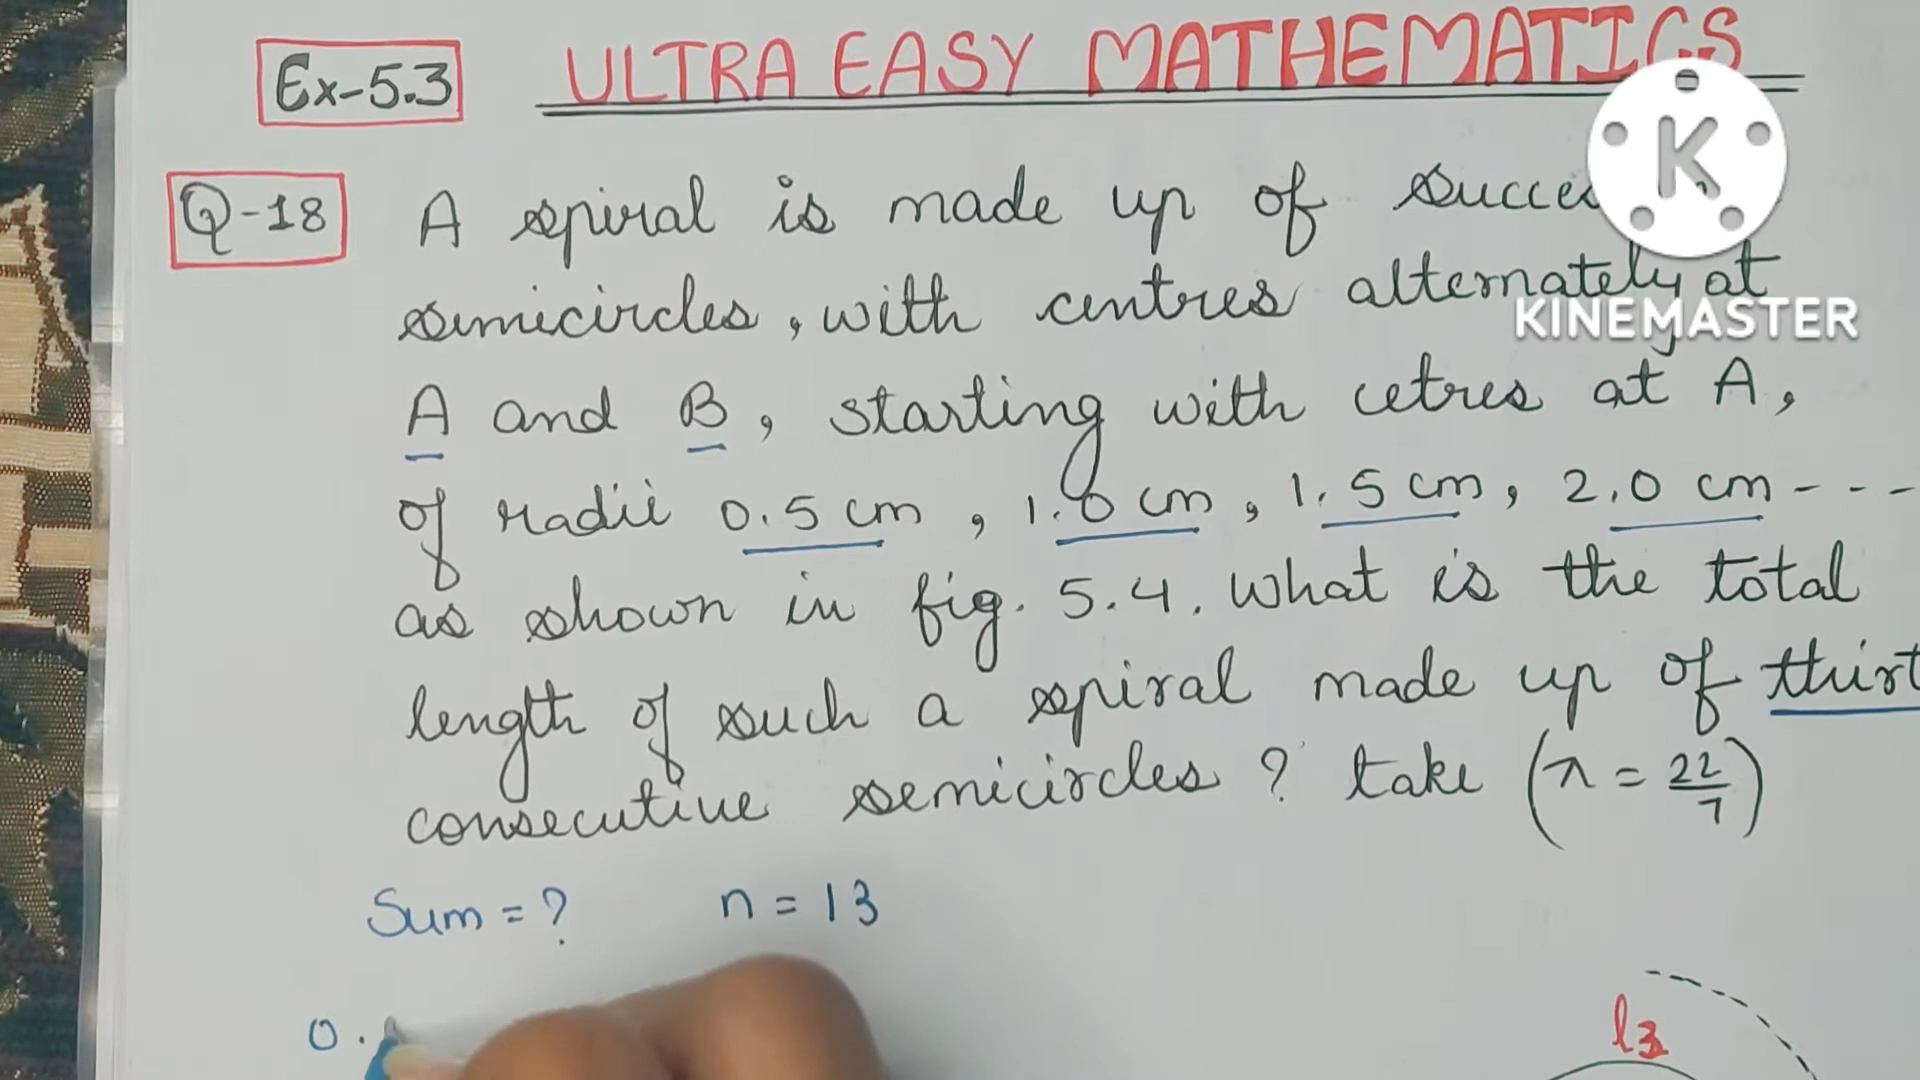 Ex-5.3 ULTRA EASY MATHEMATICS
Q-18 A spiral is made up of
semicircles, with centres alternately at
KINEMASTER
A and B, starting with cetres at A,
of radii 0.5 cm, 1.0 cm, 1.5 cm, 2.0 cm - - -
as shown in fig. 5.4. What is the total
length of such a spiral made up of
consecutive semicircles ? take (π = 22/7)
Sum = ? n = 13
0.
l3